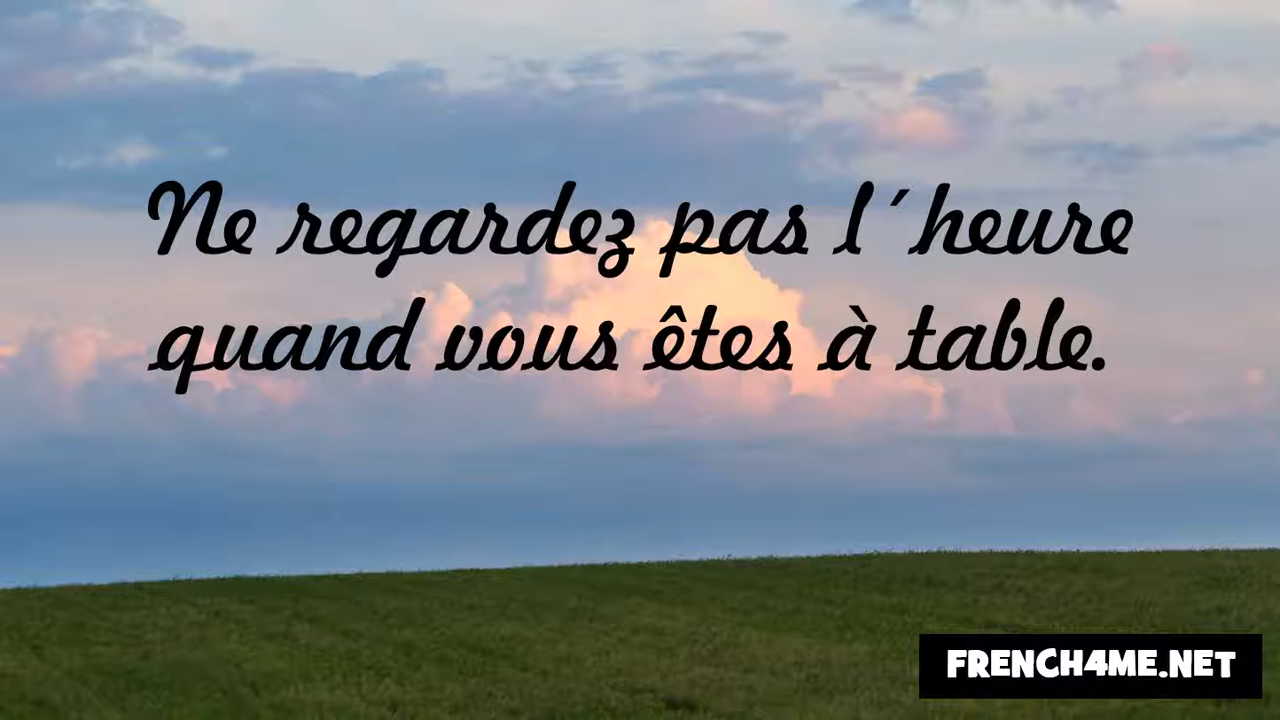 Ne regardez pas l´heure
quand vous êtes à table.
FRENCH4ME.NET